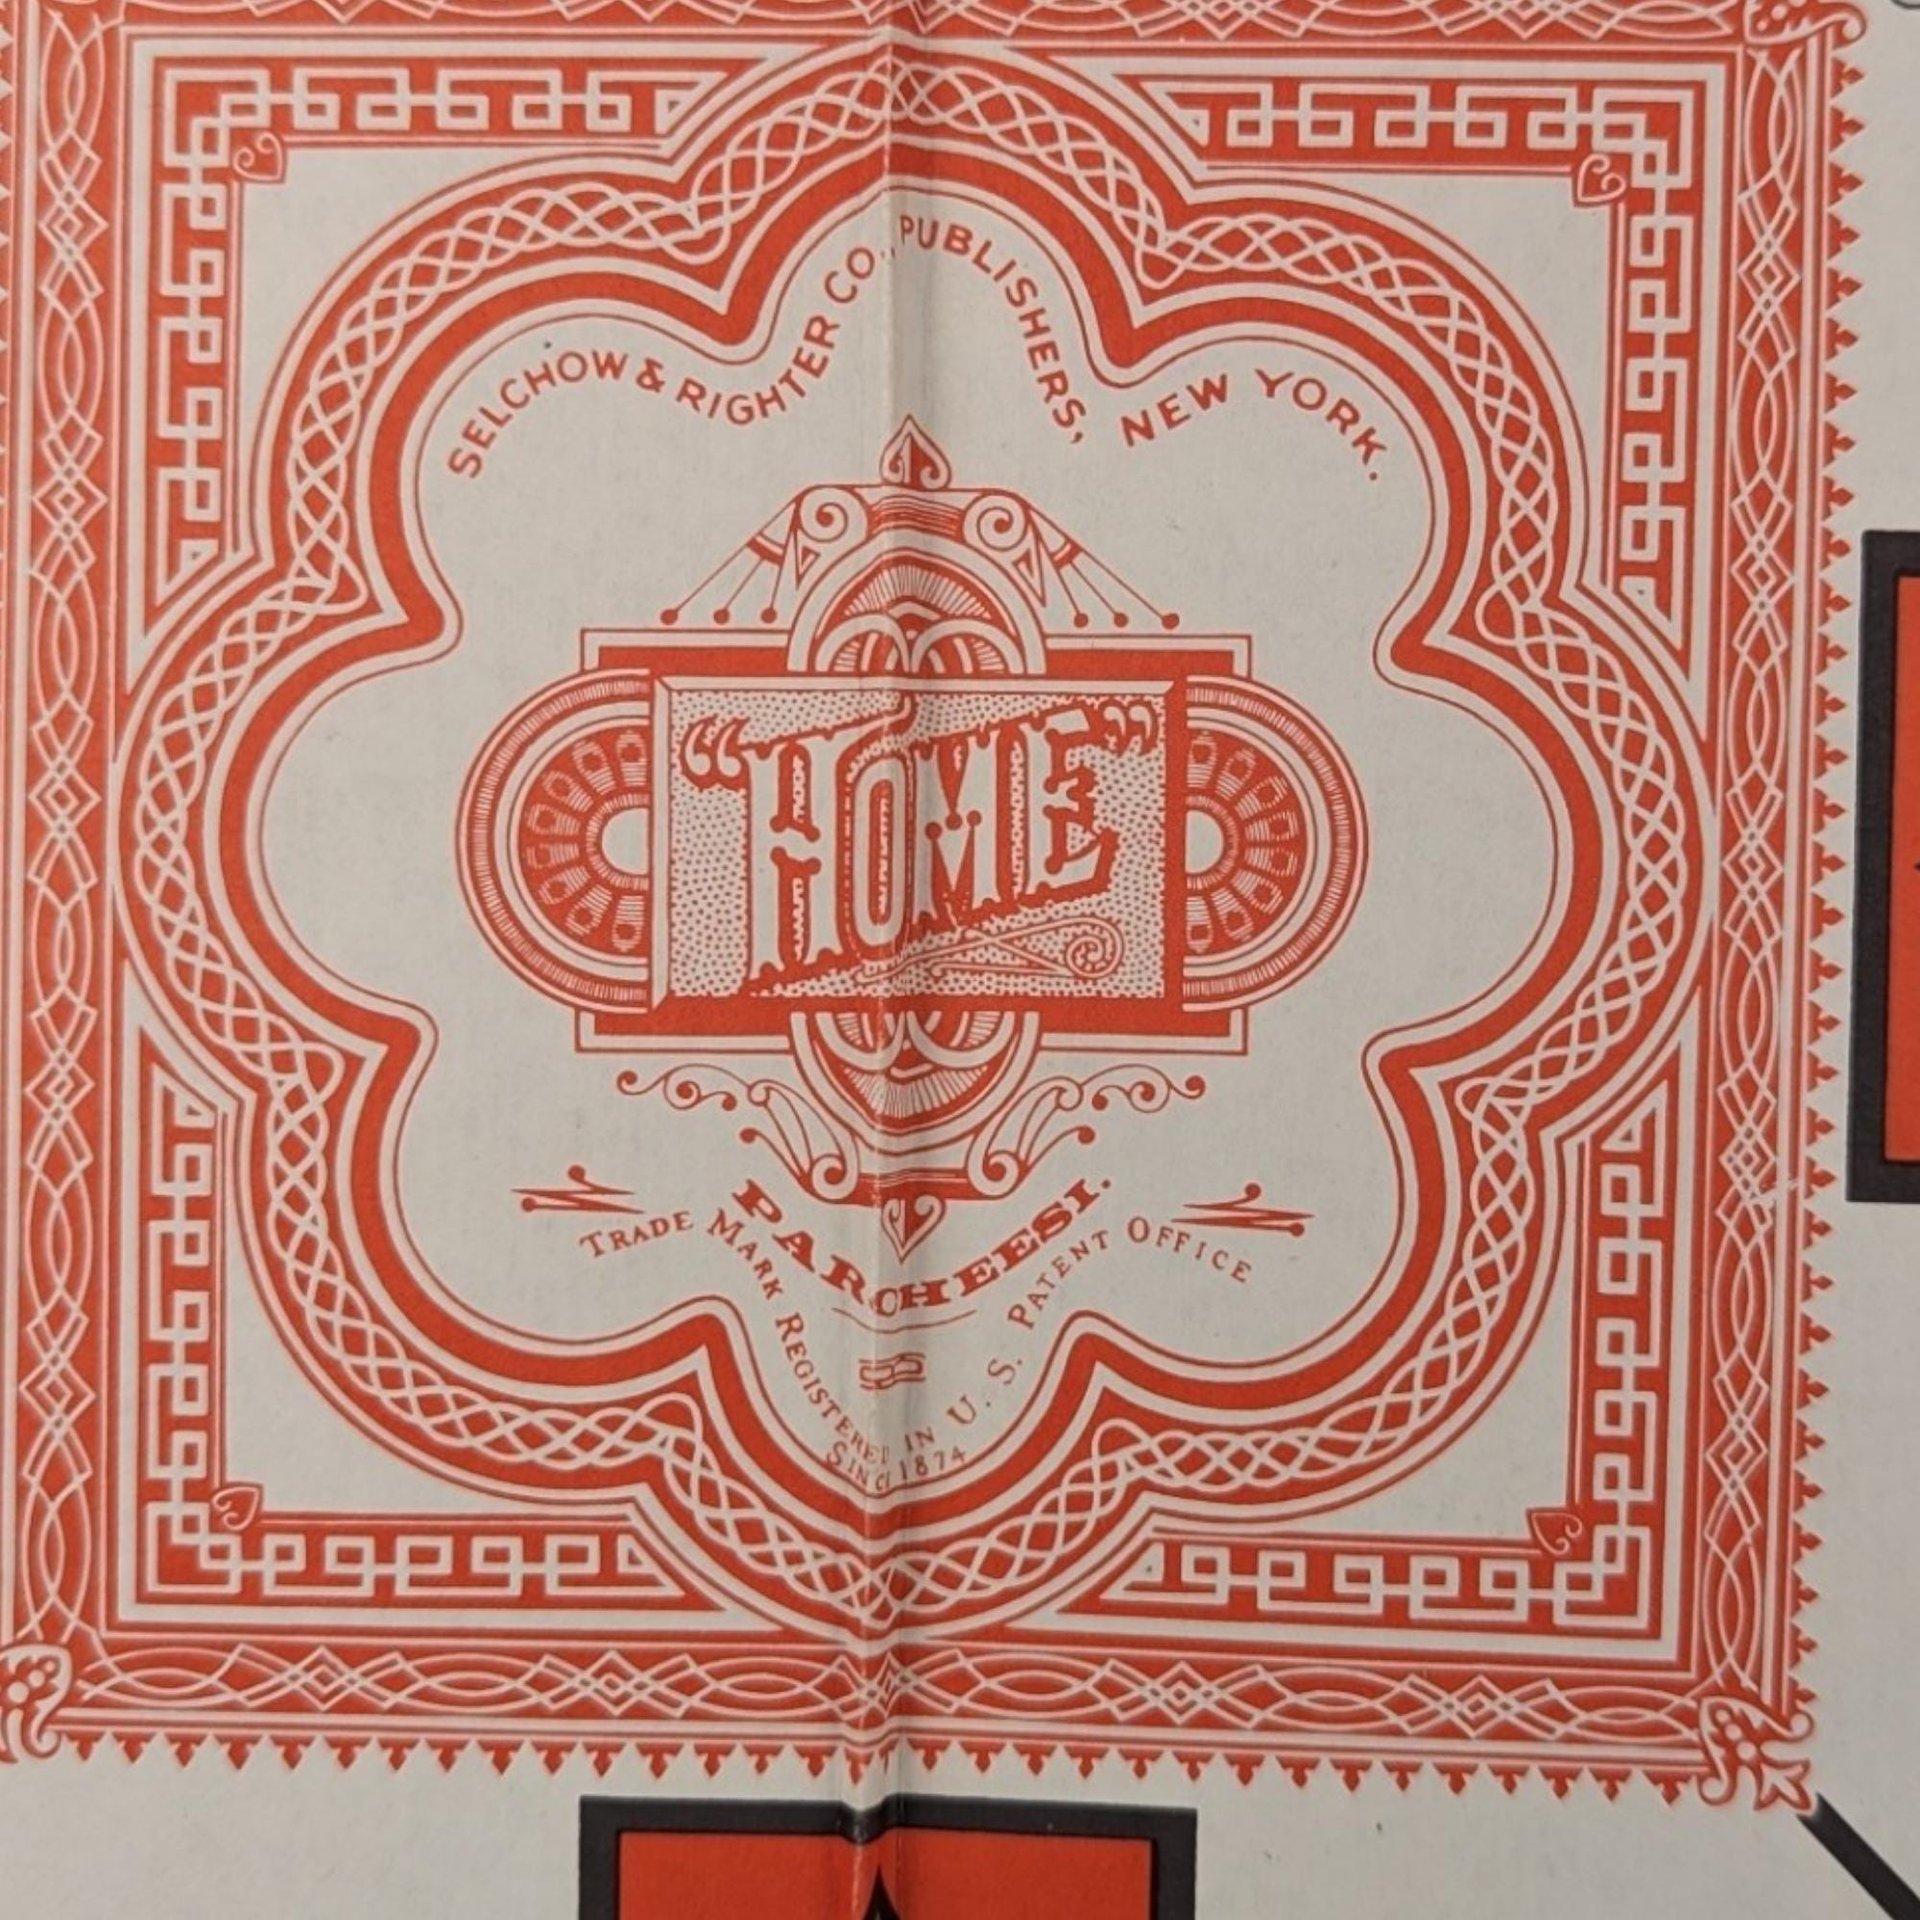 SELCHOW & RIGHTER CO., PUBLISHERS, NEW YORK.
"HOME"
PARCHEESI.
TRADE MARK REGISTERED IN U.S. PATENT OFFICE
SINCE 1874